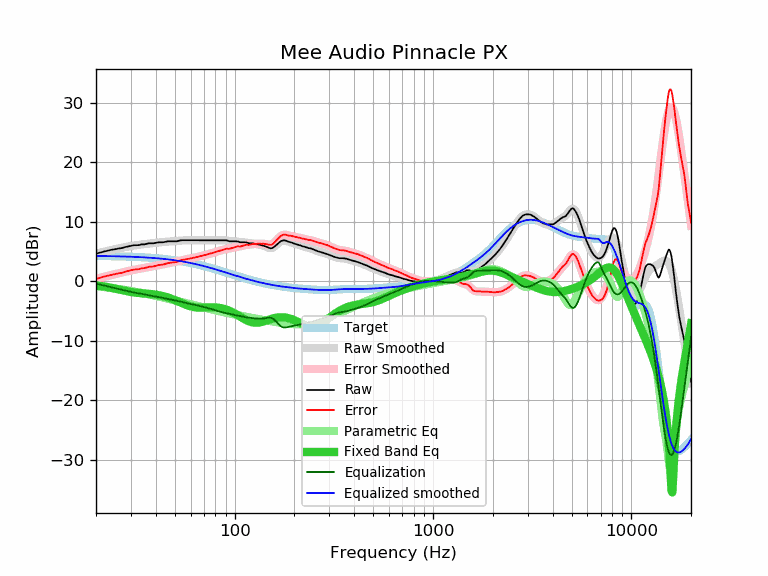 Mee Audio Pinnacle PX
30
20
10
0
−10
−20
−30
Amplitude (dBr)
Target
Raw Smoothed
Error Smoothed
Raw
Error
Parametric Eq
Fixed Band Eq
Equalization
Equalized smoothed
100
1000
10000
Frequency (Hz)